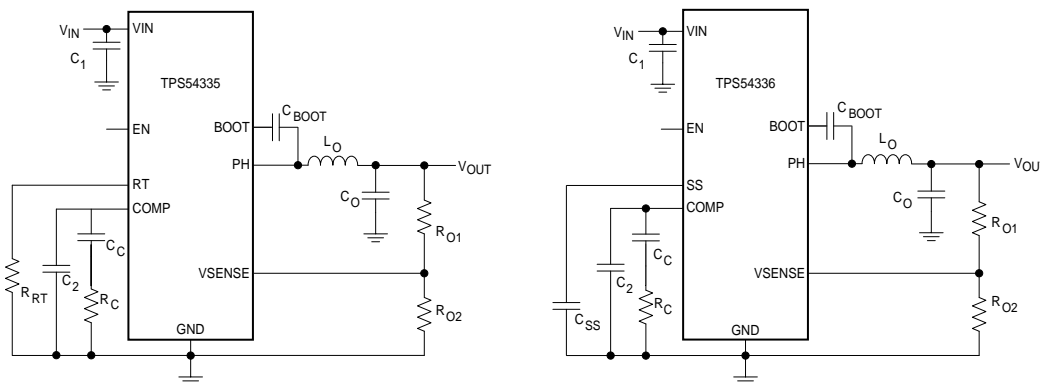 VIN
VIN
C1
TPS54335
CBOOT
BOOT
EN
LO
PH
VOUT
RT
CO
COMP
RO1
CC
C2
VSENSE
RRT
RC
RO2
GND
VIN
VIN
C1
TPS54336
CBOOT
BOOT
EN
LO
PH
VOU
SS
CO
COMP
RO1
CC
C2
VSENSE
RC
CSS
RO2
GND